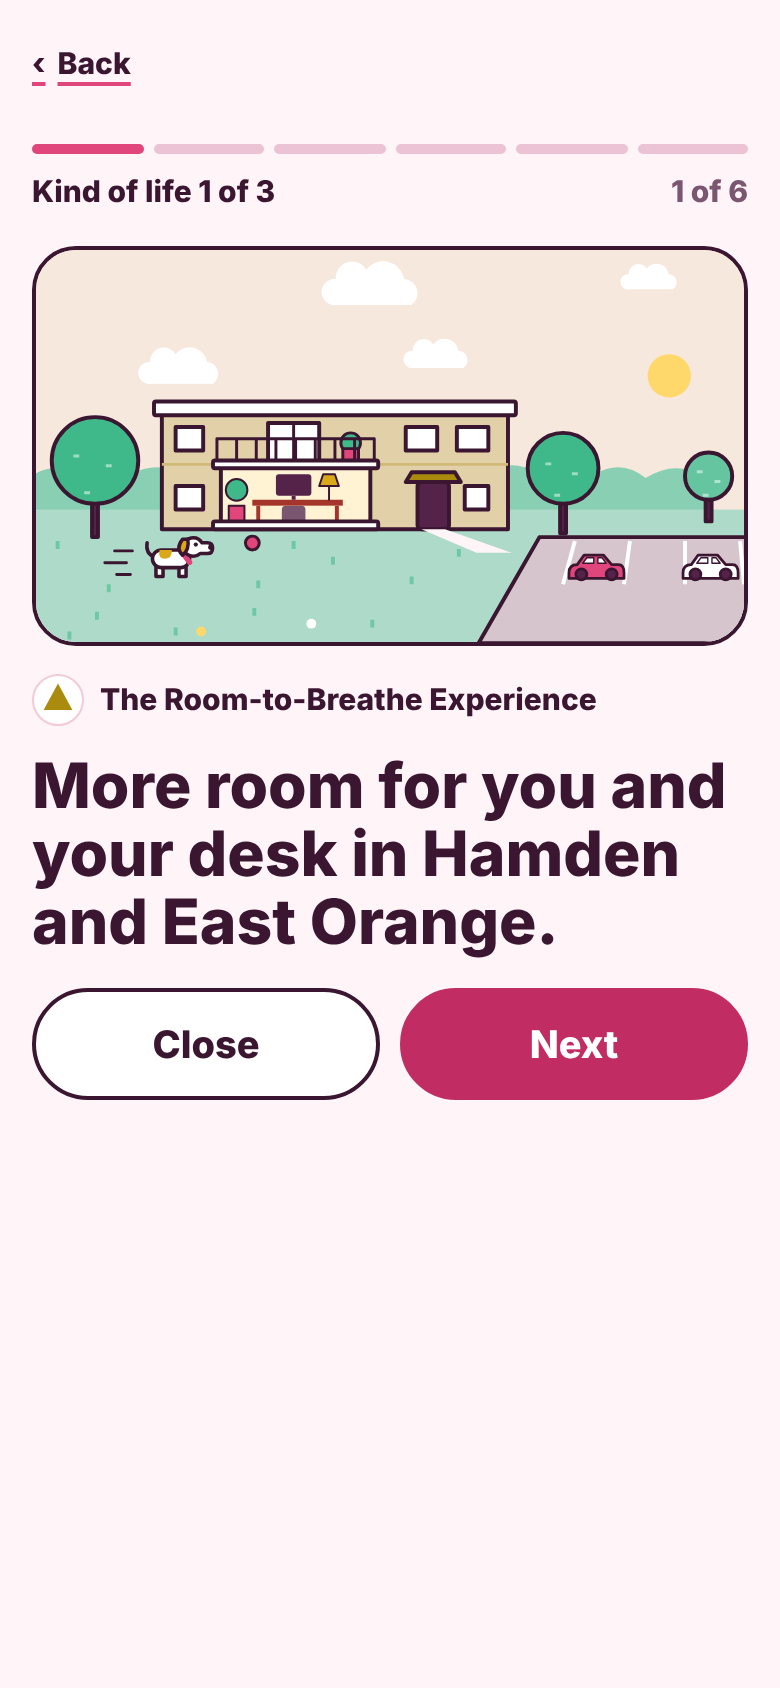 ‹ Back
Kind of life 1 of 3
1 of 6
The Room-to-Breathe Experience
More room for you and
your desk in Hamden
and East Orange.
Close
Next